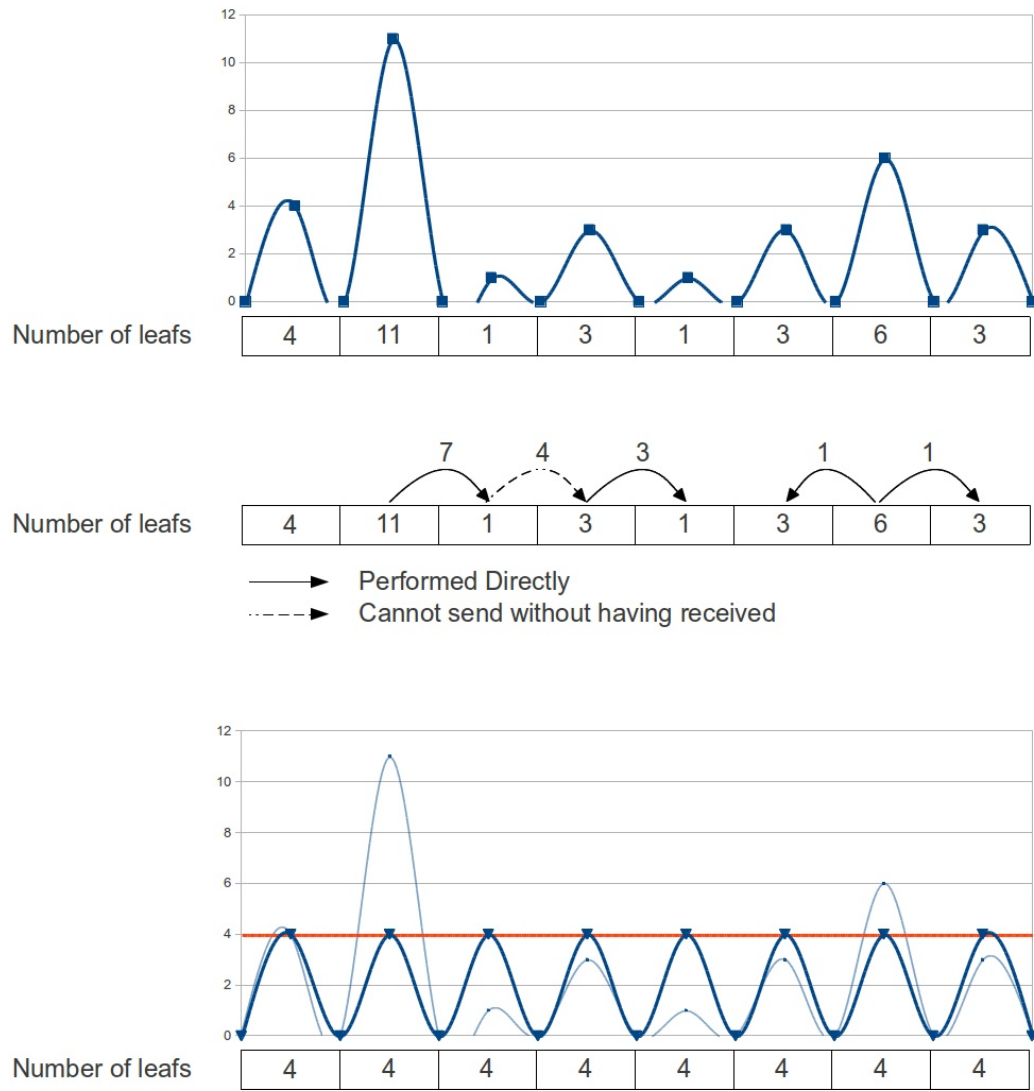 12
10
8
6
4
2
0
Number of leafs 4 11 1 3 1 3 6 3
7 4 3 1 1
Number of leafs 4 11 1 3 1 3 6 3
Performed Directly
Cannot send without having received
12
10
8
6
4
2
0
Number of leafs 4 4 4 4 4 4 4 4